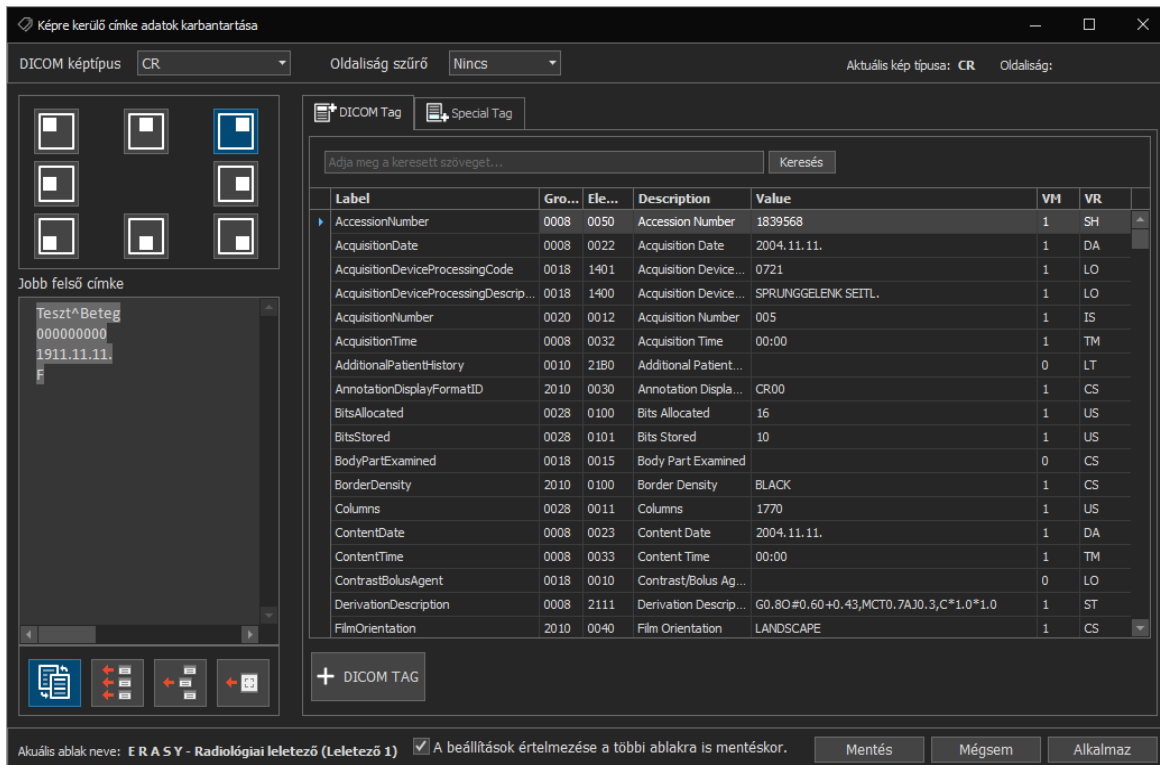 Képre kerülő címke adatok karbantartása
DICOM képtípus CR Oldaliság szűrő Nincs Aktuális kép típusa: CR Oldaliság:
DICOM Tag Special Tag
Adja meg a keresett szöveget... Keresés
Label Gro... Ele... Description Value VM VR
AccessionNumber 0008 0050 Accession Number 1839568 1 SH
AcquisitionDate 0008 0022 Acquisition Date 2004.11.11. 1 DA
AcquisitionDeviceProcessingCode 0018 1401 Acquisition Device... 0721 1 LO
AcquisitionDeviceProcessingDescrip... 0018 1400 Acquisition Device... SPRUNGGELENK SEITL. 1 LO
AcquisitionNumber 0020 0012 Acquisition Number 005 1 IS
AcquisitionTime 0008 0032 Acquisition Time 00:00 1 TM
AdditionalPatientHistory 0010 21B0 Additional Patient... 0 LT
AnnotationDisplayFormatID 2010 0030 Annotation Displa... CR00 1 CS
BitsAllocated 0028 0100 Bits Allocated 16 1 US
BitsStored 0028 0101 Bits Stored 10 1 US
BodyPartExamined 0018 0015 Body Part Examined 0 CS
BorderDensity 2010 0100 Border Density BLACK 1 CS
Columns 0028 0011 Columns 1770 1 US
ContentDate 0008 0023 Content Date 2004.11.11. 1 DA
ContentTime 0008 0033 Content Time 00:00 1 TM
ContrastBolusAgent 0018 0010 Contrast/Bolus Ag... 0 LO
DerivationDescription 0008 2111 Derivation Descrip... G0.8O#0.60+0.43,MCT0.7AJ0.3,C*1.0*1.0 1 ST
FilmOrientation 2010 0040 Film Orientation LANDSCAPE 1 CS
Jobb felső címke
Teszt^Beteg
000000000
1911.11.11.
F
+ DICOM TAG
Akuális ablak neve: E R A S Y - Radiológiai leletező (Leletező 1) A beállítások értelmezése a többi ablakra is mentéskor. Mentés Mégsem Alkalmaz